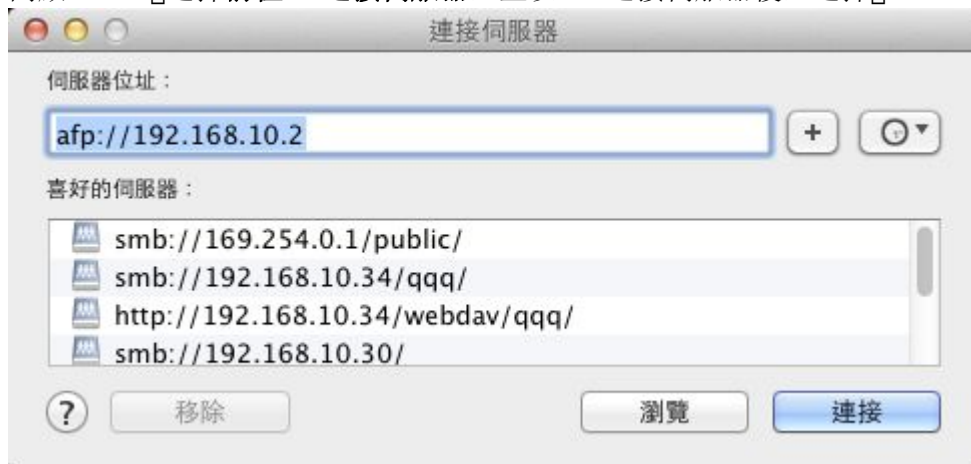 連接伺服器
伺服器位址：
afp://192.168.10.2
喜好的伺服器：
smb://169.254.0.1/public/
smb://192.168.10.34/qqq/
http://192.168.10.34/webdav/qqq/
smb://192.168.10.30/
?
移除
瀏覽
連接